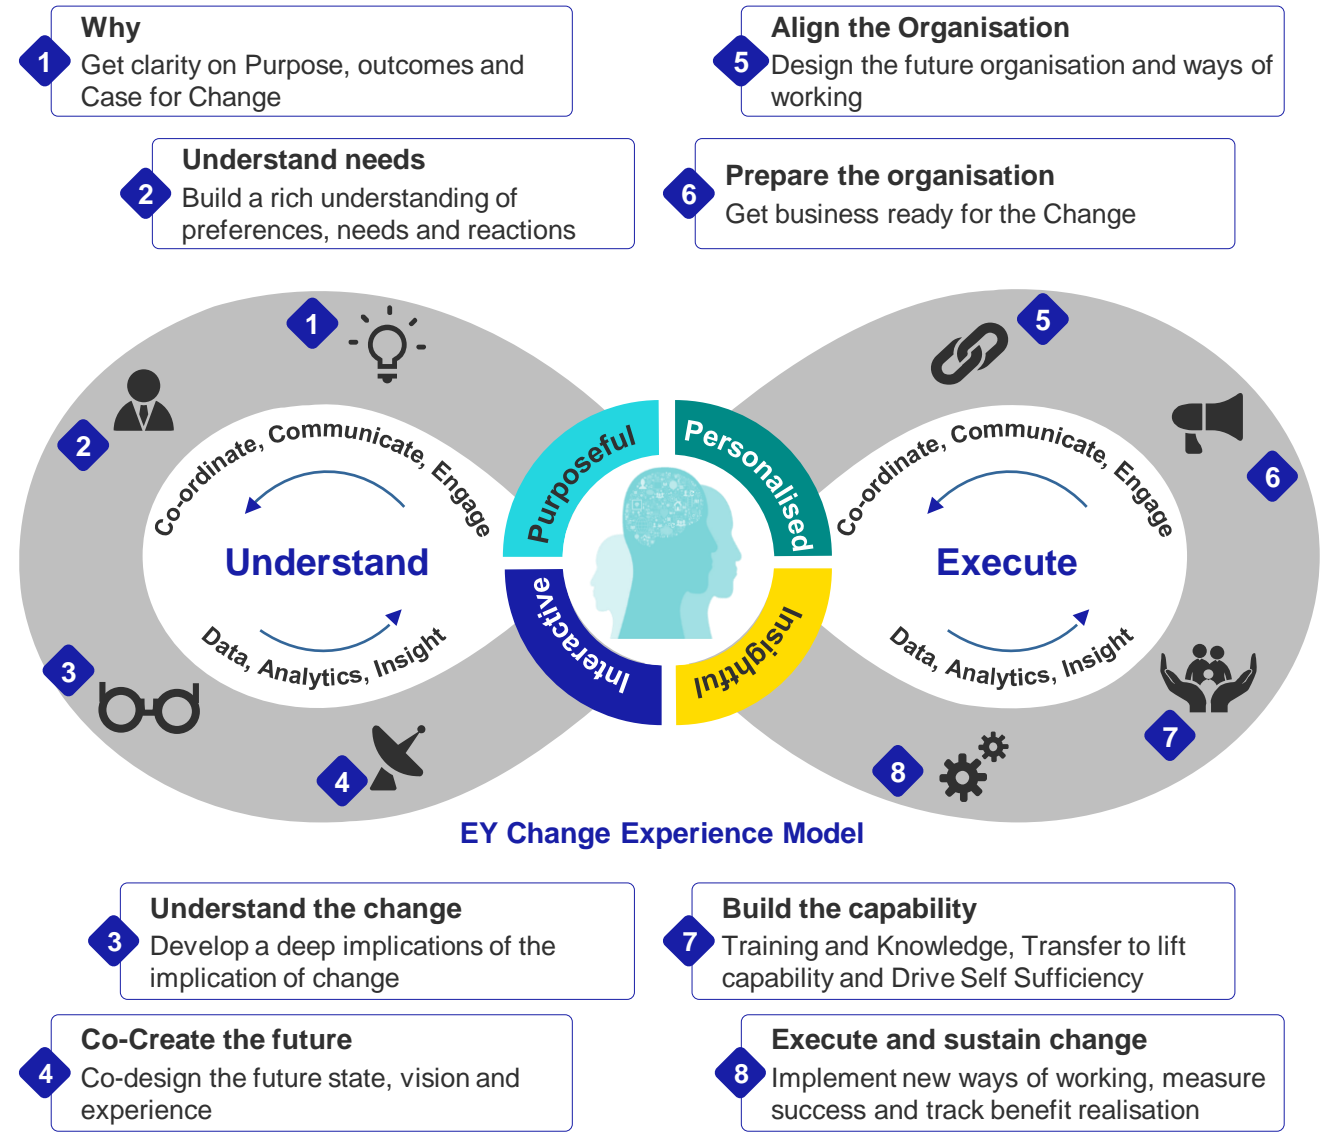 1
Why
Get clarity on Purpose, outcomes and
Case for Change
5
Align the Organisation
Design the future organisation and ways of
working
2
Understand needs
Build a rich understanding of
preferences, needs and reactions
6
Prepare the organisation
Get business ready for the Change
1
2
3
4
Co-ordinate, Communicate, Engage
Understand
Data, Analytics, Insight
Purposeful
Personalised
Interactive
Insightful
5
6
7
8
Co-ordinate, Communicate, Engage
Execute
Data, Analytics, Insight
EY Change Experience Model
3
Understand the change
Develop a deep implications of the
implication of change
7
Build the capability
Training and Knowledge, Transfer to lift
capability and Drive Self Sufficiency
4
Co-Create the future
Co-design the future state, vision and
experience
8
Execute and sustain change
Implement new ways of working, measure
success and track benefit realisation